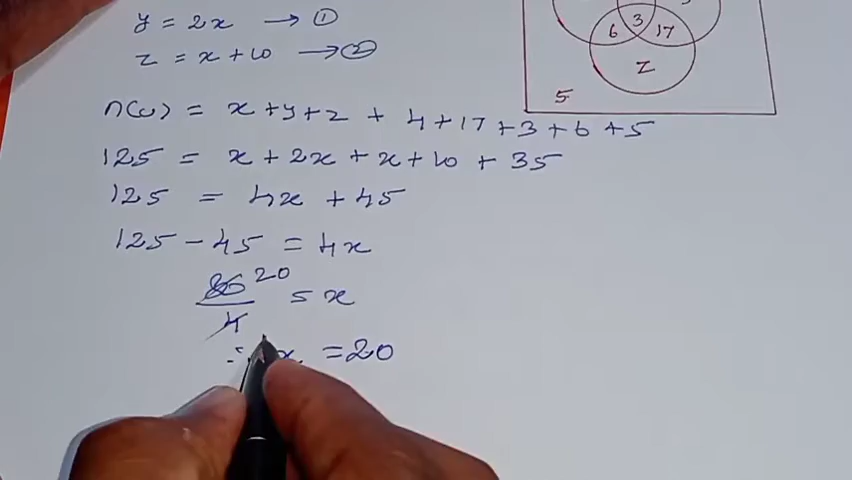 y = 2x → ①
z = x + 10 → ②
3
6 17
z
5
n(U) = x + y + z + 4 + 17 + 3 + 6 + 5
125 = x + 2x + x + 10 + 35
125 = 4x + 45
125 - 45 = 4x
80 20
4 = x
∴ x = 20